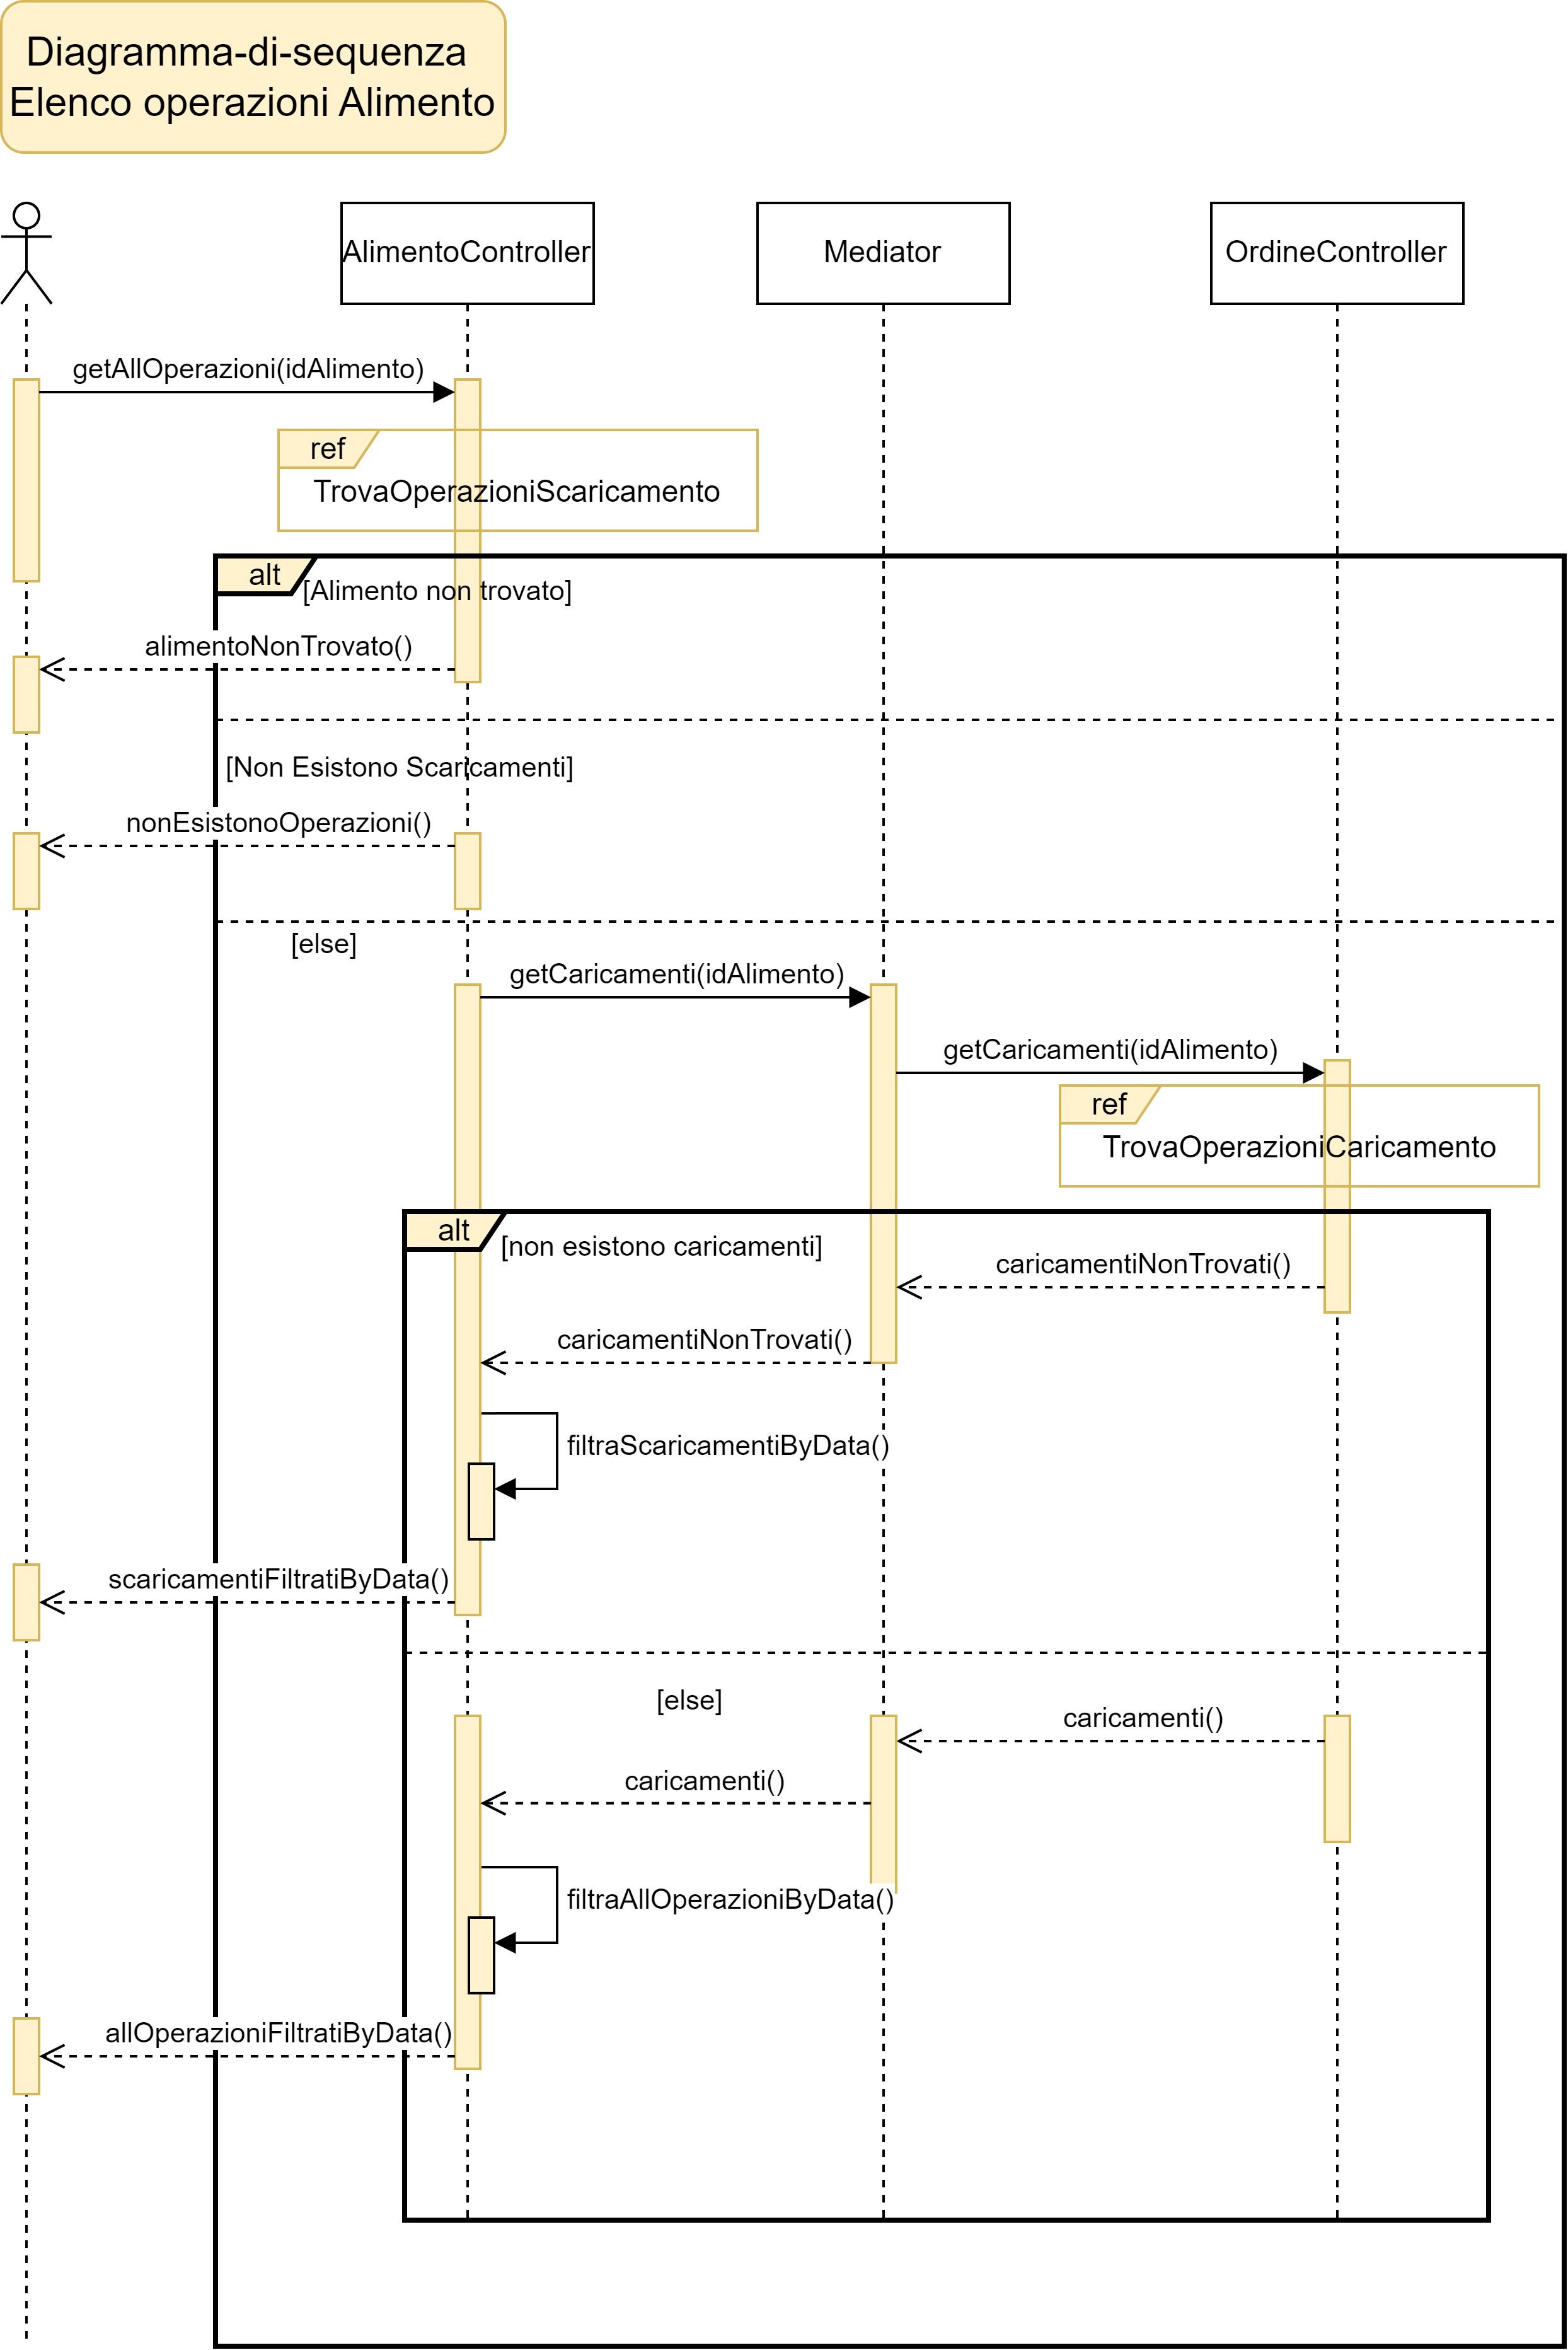 Diagramma-di-sequenza
Elenco operazioni Alimento
AlimentoController
Mediator
OrdineController
getAllOperazioni(idAlimento)
ref
TrovaOperazioniScaricamento
alt
[Alimento non trovato]
alimentoNonTrovato()
[Non Esistono Scaricamenti]
nonEsistonoOperazioni()
[else]
getCaricamenti(idAlimento)
getCaricamenti(idAlimento)
ref
TrovaOperazioniCaricamento
alt
[non esistono caricamenti]
caricamentiNonTrovati()
caricamentiNonTrovati()
filtraScaricamentiByData()
scaricamentiFiltratiByData()
[else]
caricamenti()
caricamenti()
filtraAllOperazioniByData()
allOperazioniFiltratiByData()